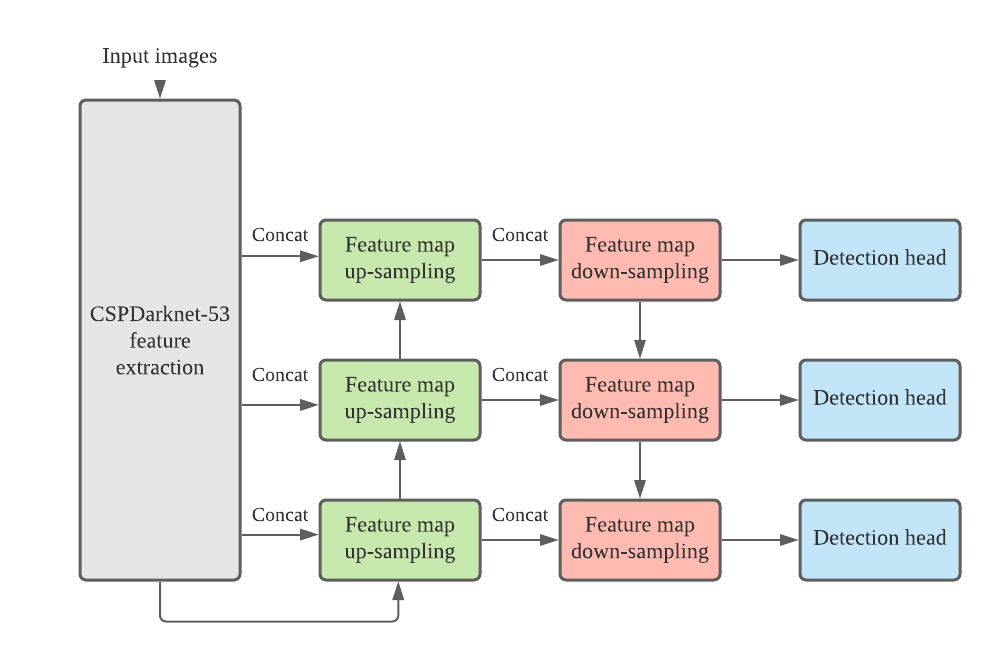 Input images
Concat
Feature map
up-sampling
Concat
Feature map
down-sampling
Detection head
CSPDarknet-53
feature
extraction
Concat
Feature map
up-sampling
Concat
Feature map
down-sampling
Detection head
Concat
Feature map
up-sampling
Concat
Feature map
down-sampling
Detection head